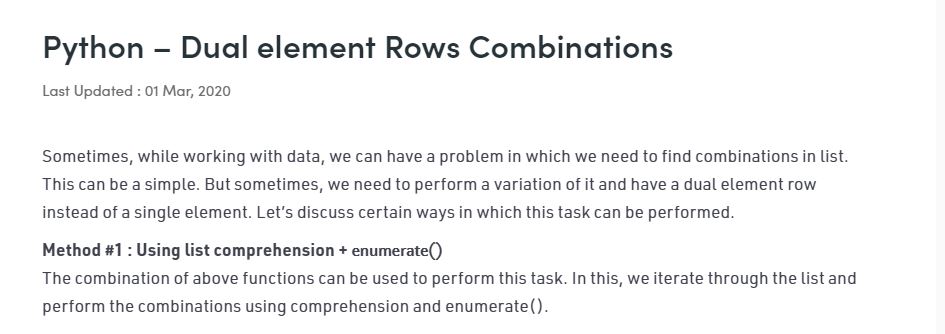 Python – Dual element Rows Combinations
Last Updated : 01 Mar, 2020
Sometimes, while working with data, we can have a problem in which we need to find combinations in list.
This can be a simple. But sometimes, we need to perform a variation of it and have a dual element row
instead of a single element. Let’s discuss certain ways in which this task can be performed.
Method #1 : Using list comprehension + enumerate()
The combination of above functions can be used to perform this task. In this, we iterate through the list and
perform the combinations using comprehension and enumerate().